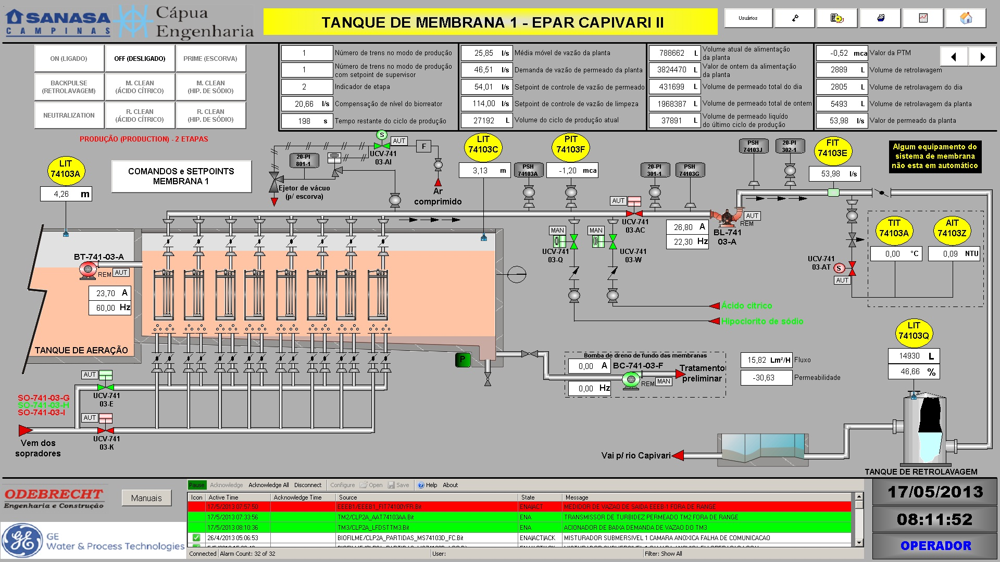 SANASA
CAMPINAS
Cápua
Engenharia
TANQUE DE MEMBRANA 1 - EPAR CAPIVARI II
Usuários
ON (LIGADO)
OFF (DESLIGADO)
PRIME (ESCORVA)
BACKPULSE
(RETROLAVAGEM)
M. CLEAN
(ÁCIDO CÍTRICO)
M. CLEAN
(HIP. DE SÓDIO)
NEUTRALIZATION
R. CLEAN
(ÁCIDO CÍTRICO)
R. CLEAN
(HIP. DE SÓDIO)
PRODUÇÃO (PRODUCTION) - 2 ETAPAS
1 Número de trens no modo de produção
1 Número de trens no modo de produção
com setpoint de supervisor
2 Indicador de etapa
20,66 l/s Compensação de nível do biorreator
198 s Tempo restante do ciclo de produção
25,85 l/s Média móvel de vazão da planta
46,51 l/s Demanda de vazão de permeado da planta
54,01 l/s Setpoint de controle de vazão de permeado
114,00 l/s Setpoint de controle de vazão de limpeza
27192 L Volume do ciclo de produção atual
788662 L Volume atual de alimentação
da planta
3824470 L Valor de ontem da alimentação
da planta
431699 L Volume de permeado total do dia
1968387 L Volume de permeado total de ontem
37891 L Volume de permeado liquído
do último ciclo de produção
-0,52 mca Valor da PTM
2889 L Volume de retrolavagem
2805 L Volume de retrolavagem do dia
5493 L Volume de retrolavagem da planta
53,98 l/s Valor de permeado da planta
LIT
74103A
4,26 m
COMANDOS e SETPOINTS
MEMBRANA 1
20-PI
801-1
S
AUT
UCV-741
03-AI
F
Ejetor de vácuo
(p/ escorva)
Ar
comprimido
LIT
74103C
3,13 m
PSH
74103A
PIT
74103F
-1,20 mca
20-PI
301-1
PSH
74103G
PSH
74103J
20-PI
302-1
FIT
74103E
53,98 l/s
Algum equipamento do
sistema de membrana
não esta em automático
AUT
UCV-741
03-AC
26,80 A
22,30 Hz
AUT
REM
BL-741
03-A
MAN
UCV-741
03-Q
MAN
UCV-741
03-W
TIT
74103A
0,00 °C
AIT
74103Z
0,09 NTU
UCV-741
03-AT
S
AUT
BT-741-03-A
REM AUT
23,70 A
60,00 Hz
TANQUE DE AERAÇÃO
Ácido cítrico
Hipoclorito de sódio
P
Bomba de dreno de fundo das membranas
0,00 A
BC-741-03-F
0,00 Hz
REM MAN
Tratamento
preliminar
15,82 Lm²/H Fluxo
-30,63 Permeabilidade
LIT
74103Q
14930 L
46,66 %
AUT
UCV-741
03-E
SO-741-03-G
SO-741-03-H
SO-741-03-I
AUT
UCV-741
03-K
Vem dos
sopradores
Vai p/ rio Capivari
TANQUE DE RETROLAVAGEM
ODEBRECHT
Engenharia e Construção
Manuais
GE
Water & Process Technologies
Pause Acknowledge Acknowledge All Disconnect Configure Open Save Help About
Icon Active Time Acknowledge Time Source State Message
17/5/2013 07:57:50 EEEB1/EEEB1_FIT74100YFR.Bit ENA|ACT MEDIDOR DE VAZAO DE SAIDA EEEB-1 FORA DE RANGE
17/5/2013 07:33:56 TM2/CLP2A_AAT74103AA.Bit ENA TRANSMISSOR DE TURBIDEZ PERMEADO TM2 FORA DE RANGE
17/5/2013 08:10:36 TM3/CLP2A_LFDSTTM3.Bit ENA ACIONADOR DE BAIXA DEMANDA DE VAZAO DO TM3
26/4/2013 05:06:53 BIOFILME/CLP2A_PARTIDAS_MS74103D_FC.Bit ENA|ACT|ACK MISTURADOR SUBMERSIVEL 1 CAMARA ANOXICA FALHA DE COMUNICACAO
Connected Alarm Count: 32 of 32 User: Filter: Show All
17/05/2013
08:11:52
OPERADOR